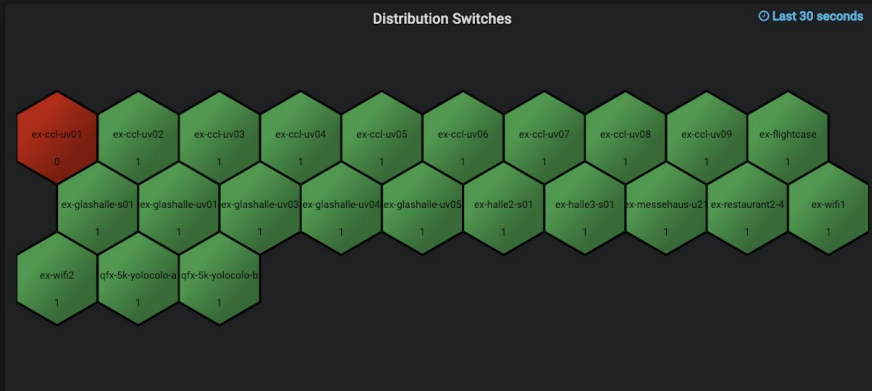 Distribution Switches
Last 30 seconds
ex-ccl-uv01
0
ex-ccl-uv02
1
ex-ccl-uv03
1
ex-ccl-uv04
1
ex-ccl-uv05
1
ex-ccl-uv06
1
ex-ccl-uv07
1
ex-ccl-uv08
1
ex-ccl-uv09
1
ex-flightcase
1
ex-glashalle-s01
1
ex-glashalle-uv01
1
ex-glashalle-uv03
1
ex-glashalle-uv04
1
ex-glashalle-uv05
1
ex-halle2-s01
1
ex-halle3-s01
1
ex-messehaus-u21
1
ex-restaurant2-4
1
ex-wifi1
1
ex-wifi2
1
qfx-5k-yolocolo-a
1
qfx-5k-yolocolo-b
1